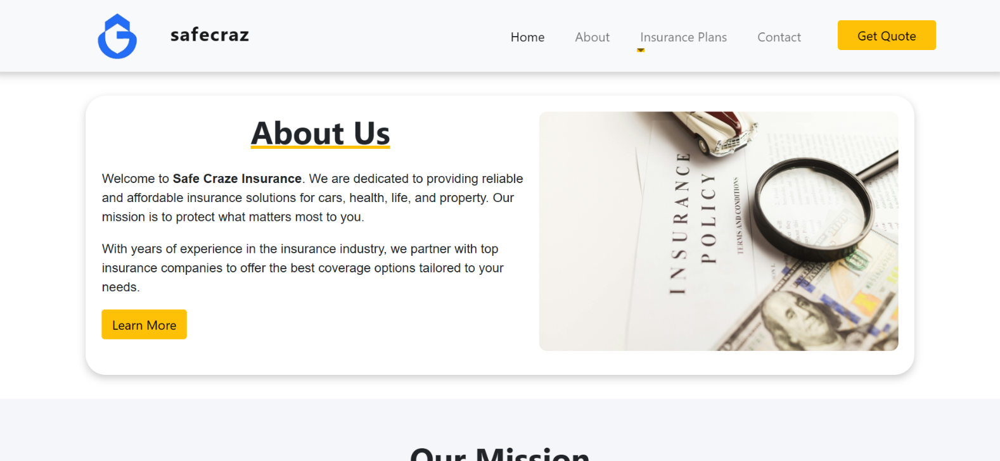 safecraz
Home About Insurance Plans Contact Get Quote
About Us
Welcome to Safe Craze Insurance. We are dedicated to providing reliable
and affordable insurance solutions for cars, health, life, and property. Our
mission is to protect what matters most to you.
With years of experience in the insurance industry, we partner with top
insurance companies to offer the best coverage options tailored to your
needs.
Learn More
INSURANCE
POLICY
TERMS AND CONDITIONS
Our Mission